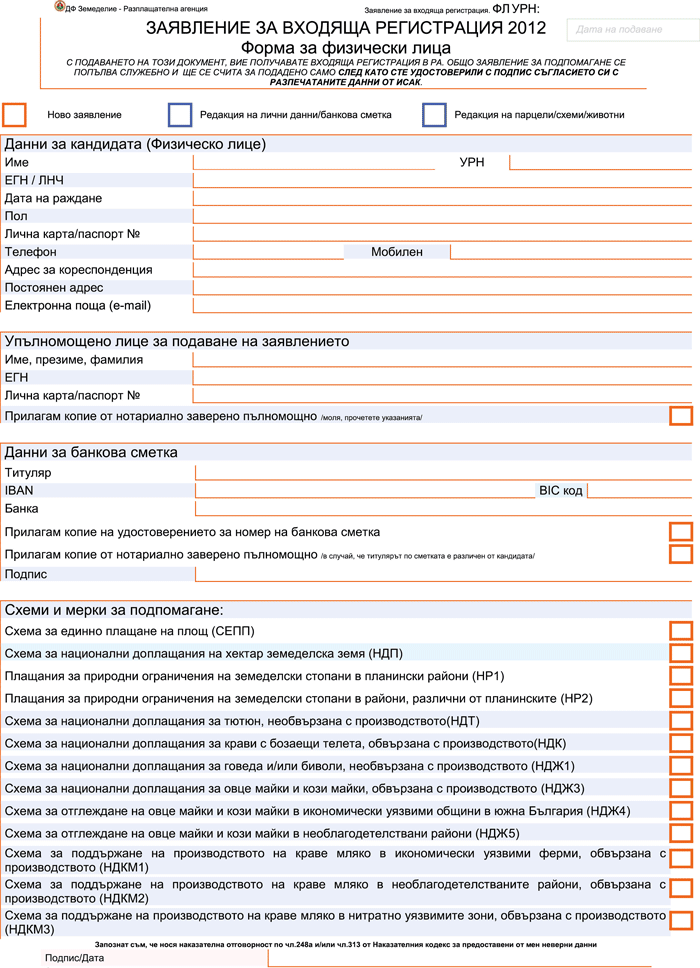 ДФ Земеделие - Разплащателна агенция
Заявление за входяща регистрация. ФЛ УРН:
ЗАЯВЛЕНИЕ ЗА ВХОДЯЩА РЕГИСТРАЦИЯ 2012
Дата на подаване
Форма за физически лица
С ПОДАВАНЕТО НА ТОЗИ ДОКУМЕНТ, ВИЕ ПОЛУЧАВАТЕ ВХОДЯЩА РЕГИСТРАЦИЯ В РА. ОБЩО ЗАЯВЛЕНИЕ ЗА ПОДПОМАГАНЕ СЕ
ПОПЪЛВА СЛУЖЕБНО И ЩЕ СЕ СЧИТА ЗА ПОДАДЕНО САМО СЛЕД КАТО СТЕ УДОСТОВЕРИЛИ С ПОДПИС СЪГЛАСИЕТО СИ С
РАЗПЕЧАТАНИТЕ ДАННИ ОТ ИСАК.
Ново заявление
Редакция на лични данни/банкова сметка
Редакция на парцели/схеми/животни
Данни за кандидата (Физическо лице)
Име УРН
ЕГН / ЛНЧ
Дата на раждане
Пол
Лична карта/паспорт №
Телефон Мобилен
Адрес за кореспонденция
Постоянен адрес
Електронна поща (e-mail)
Упълномощено лице за подаване на заявлението
Име, презиме, фамилия
ЕГН
Лична карта/паспорт №
Прилагам копие от нотариално заверено пълномощно /моля, прочетете указанията/
Данни за банкова сметка
Титуляр
IBAN BIC код
Банка
Прилагам копие на удостоверението за номер на банкова сметка
Прилагам копие от нотариално заверено пълномощно /в случай, че титулярът по сметката е различен от кандидата/
Подпис
Схеми и мерки за подпомагане:
Схема за единно плащане на площ (СЕПП)
Схема за национални доплащания на хектар земеделска земя (НДП)
Плащания за природни ограничения на земеделски стопани в планински райони (НР1)
Плащания за природни ограничения на земеделски стопани в райони, различни от планинските (НР2)
Схема за национални доплащания за тютюн, необвързана с производството(НДТ)
Схема за национални доплащания за крави с бозаещи телета, обвързана с производството(НДК)
Схема за национални доплащания за говеда и/или биволи, необвързана с производството (НДЖ1)
Схема за национални доплащания за овце майки и кози майки, обвързана с производството (НДЖ3)
Схема за отглеждане на овце майки и кози майки в икономически уязвими общини в южна България (НДЖ4)
Схема за отглеждане на овце майки и кози майки в необлагодетелствани райони (НДЖ5)
Схема за поддържане на производството на краве мляко в икономически уязвими ферми, обвързана с
производството (НДКМ1)
Схема за поддържане на производството на краве мляко в необлагодетелстваните райони, обвързана с
производството (НДКМ2)
Схема за поддържане на производството на краве мляко в нитратно уязвимите зони, обвързана с производството
(НДКМ3)
Запознат съм, че нося наказателна отговорност по чл.248а и/или чл.313 от Наказателния кодекс за предоставени от мен неверни данни
Подпис/Дата